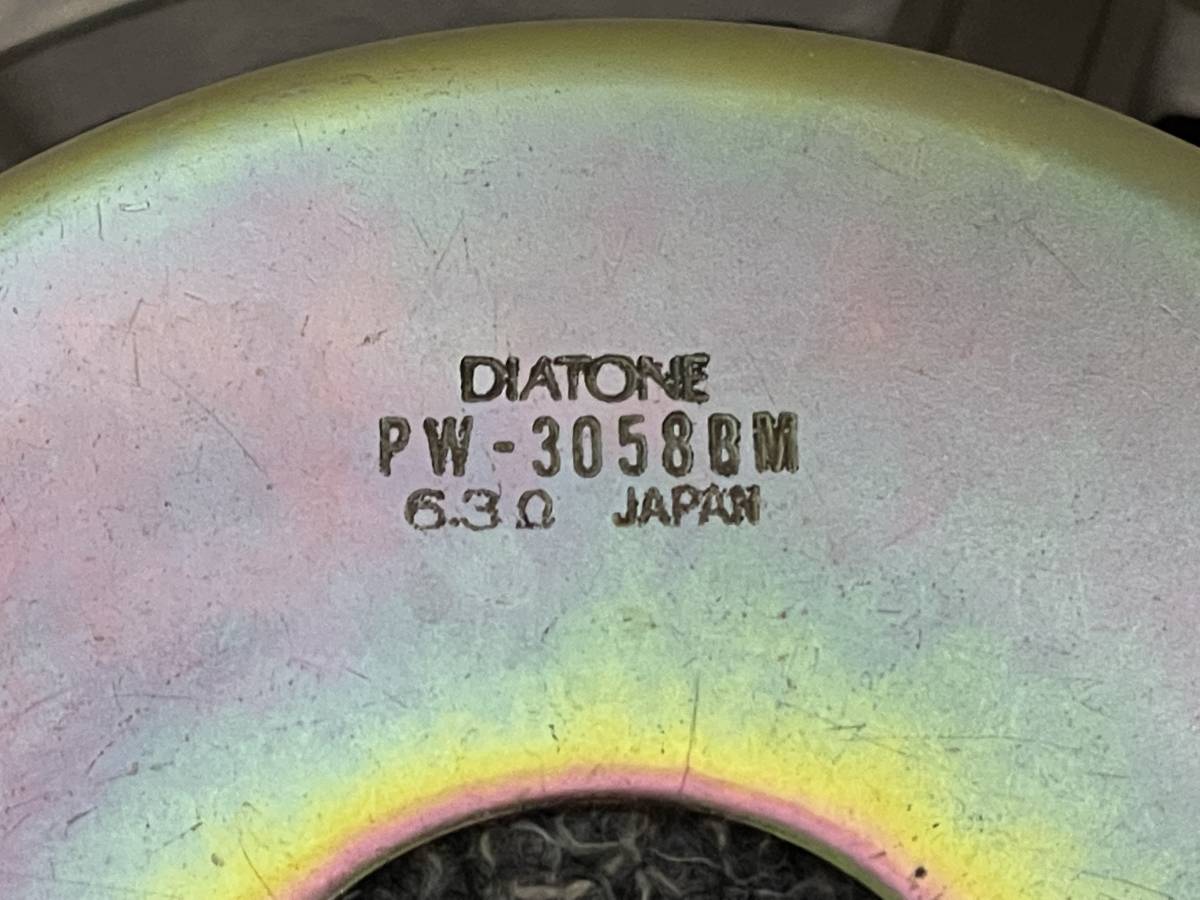 DIATONE
PW-3058BM
6.3Ω JAPAN